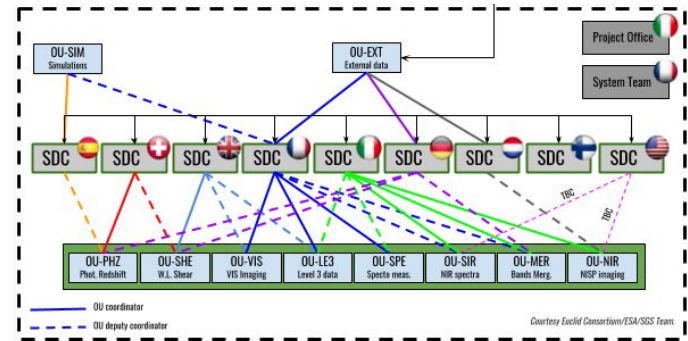 OU-SIM
Simulations
OU-EXT
External data
Project Office
System Team
SDC
SDC
SDC
SDC
SDC
SDC
SDC
SDC
SDC
TBC
TBC
OU-PHZ
Phot. Redshift
OU-SHE
W.L. Shear
OU-VIS
VIS Imaging
OU-LE3
Level 3 data
OU-SPE
Specto meas.
OU-SIR
NIR spectra
OU-MER
Bands Merg.
OU-NIR
NISP imaging
OU coordinator
OU deputy coordinator
Courtesy Euclid Consortium/ESA/SGS Team.